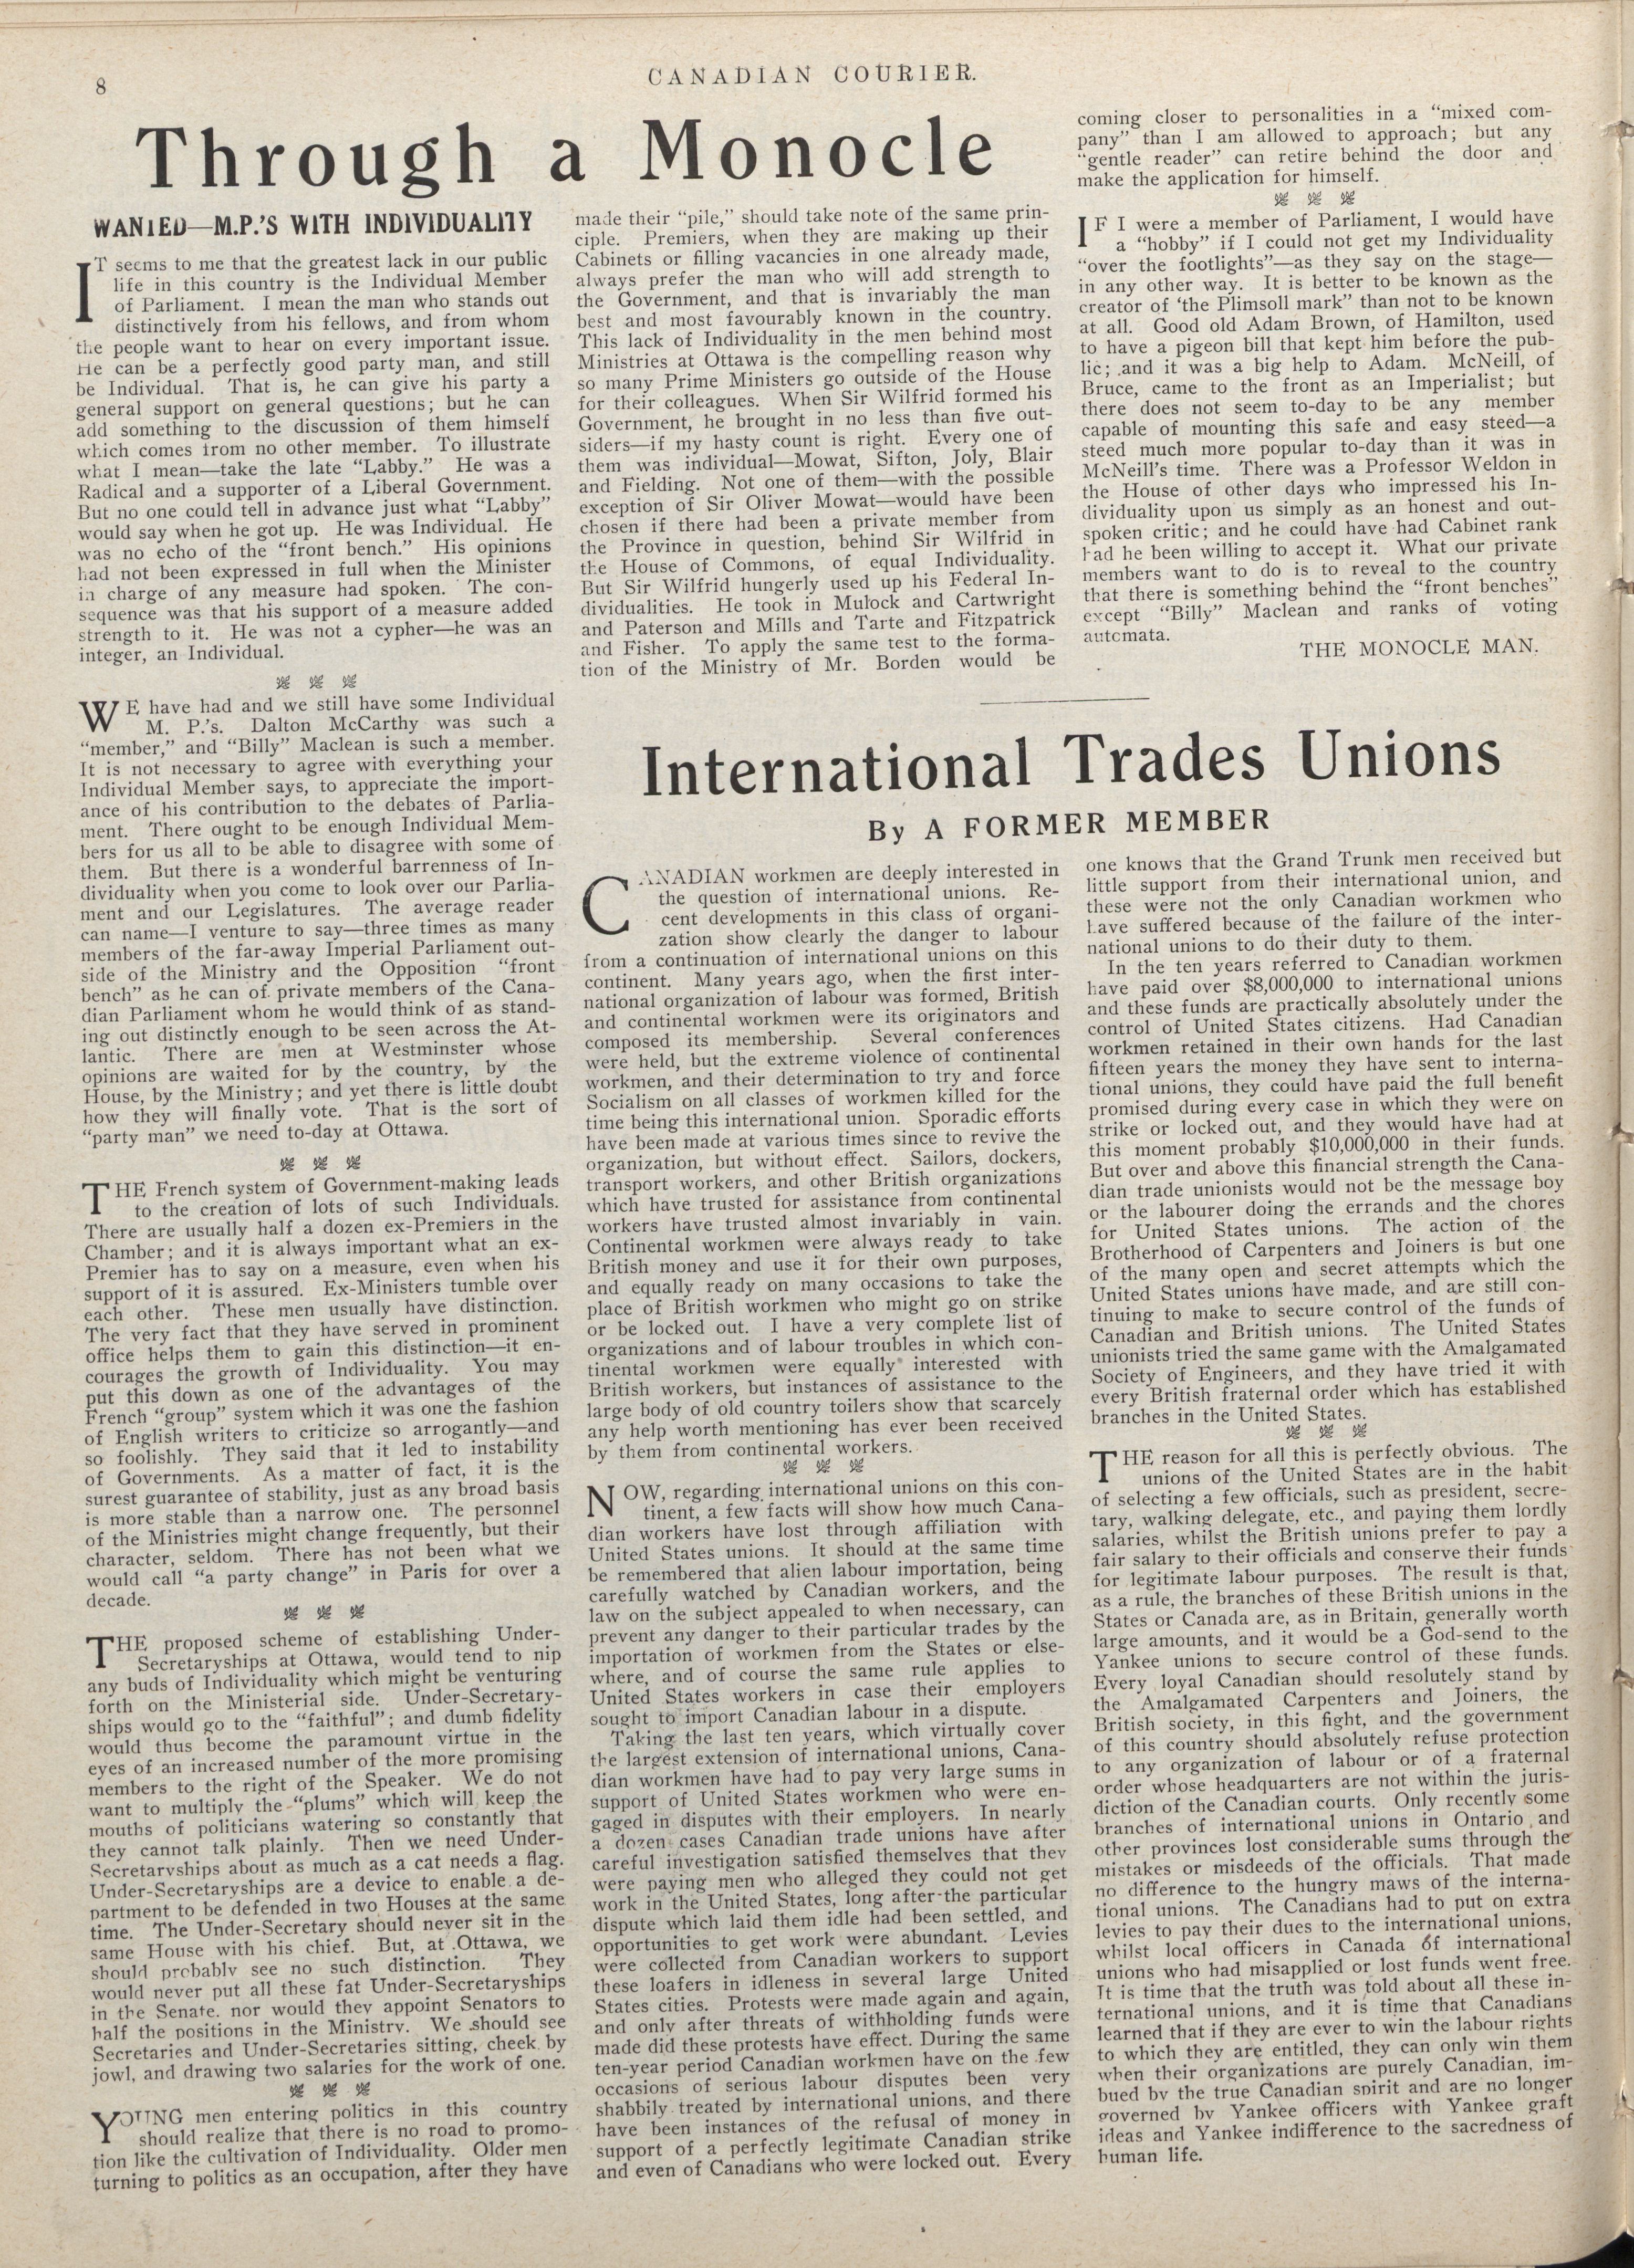 8
CANADIAN COURIER.
Through a Monocle
WANTED—M.P.'S WITH INDIVIDUALITY
IT seems to me that the greatest lack in our public
life in this country is the Individual Member
of Parliament. I mean the man who stands out
distinctively from his fellows, and from whom
the people want to hear on every important issue.
He can be a perfectly good party man, and still
be Individual. That is, he can give his party a
general support on general questions; but he can
add something to the discussion of them himself
which comes from no other member. To illustrate
what I mean—take the late "Labby." He was a
Radical and a supporter of a Liberal Government.
But no one could tell in advance just what "Labby"
would say when he got up. He was Individual. He
was no echo of the "front bench." His opinions
had not been expressed in full when the Minister
in charge of any measure had spoken. The con-
sequence was that his support of a measure added
strength to it. He was not a cypher—he was an
integer, an Individual.
WE have had and we still have some Individual
M. P.'s. Dalton McCarthy was such a
"member," and "Billy" Maclean is such a member.
It is not necessary to agree with everything your
Individual Member says, to appreciate the import-
ance of his contribution to the debates of Parlia-
ment. There ought to be enough Individual Mem-
bers for us all to be able to disagree with some of
them. But there is a wonderful barrenness of In-
dividuality when you come to look over our Parlia-
ment and our Legislatures. The average reader
can name—I venture to say—three times as many
members of the far-away Imperial Parliament out-
side of the Ministry and the Opposition "front
bench" as he can of private members of the Cana-
dian Parliament whom he would think of as stand-
ing out distinctly enough to be seen across the At-
lantic. There are men at Westminster whose
opinions are waited for by the country, by the
House, by the Ministry; and yet there is little doubt
how they will finally vote. That is the sort of
"party man" we need to-day at Ottawa.
THE French system of Government-making leads
to the creation of lots of such Individuals.
There are usually half a dozen ex-Premiers in the
Chamber; and it is always important what an ex-
Premier has to say on a measure, even when his
support of it is assured. Ex-Ministers tumble over
each other. These men usually have distinction.
The very fact that they have served in prominent
office helps them to gain this distinction—it en-
courages the growth of Individuality. You may
put this down as one of the advantages of the
French "group" system which it was one the fashion
of English writers to criticize so arrogantly—and
so foolishly. They said that it led to instability
of Governments. As a matter of fact, it is the
surest guarantee of stability, just as any broad basis
is more stable than a narrow one. The personnel
of the Ministries might change frequently, but their
character, seldom. There has not been what we
would call "a party change" in Paris for over a
decade.
THE proposed scheme of establishing Under-
Secretaryships at Ottawa, would tend to nip
any buds of Individuality which might be venturing
forth on the Ministerial side. Under-Secretary-
ships would go to the "faithful"; and dumb fidelity
would thus become the paramount virtue in the
eyes of an increased number of the more promising
members to the right of the Speaker. We do not
want to multiply the "plums" which will keep the
mouths of politicians watering so constantly that
they cannot talk plainly. Then we need Under-
Secretaryships about as much as a cat needs a flag.
Under-Secretaryships are a device to enable a de-
partment to be defended in two Houses at the same
time. The Under-Secretary should never sit in the
same House with his chief. But, at Ottawa, we
should probably see no such distinction. They
would never put all these fat Under-Secretaryships
in the Senate, nor would they appoint Senators to
half the positions in the Ministry. We should see
Secretaries and Under-Secretaries sitting, cheek by
jowl, and drawing two salaries for the work of one.
YOUNG men entering politics in this country
should realize that there is no road to promo-
tion like the cultivation of Individuality. Older men
turning to politics as an occupation, after they have
made their "pile," should take note of the same prin-
ciple. Premiers, when they are making up their
Cabinets or filling vacancies in one already made,
always prefer the man who will add strength to
the Government, and that is invariably the man
best and most favourably known in the country.
This lack of Individuality in the men behind most
Ministries at Ottawa is the compelling reason why
so many Prime Ministers go outside of the House
for their colleagues. When Sir Wilfrid formed his
Government, he brought in no less than five out-
siders—if my hasty count is right. Every one of
them was individual—Mowat, Sifton, Joly, Blair
and Fielding. Not one of them—with the possible
exception of Sir Oliver Mowat—would have been
chosen if there had been a private member from
the Province in question, behind Sir Wilfrid in
the House of Commons, of equal Individuality.
But Sir Wilfrid hungerly used up his Federal In-
dividualities. He took in Mulock and Cartwright
and Paterson and Mills and Tarte and Fitzpatrick
and Fisher. To apply the same test to the forma-
tion of the Ministry of Mr. Borden would be
coming closer to personalities in a "mixed com-
pany" than I am allowed to approach; but any
"gentle reader" can retire behind the door and
make the application for himself.
IF I were a member of Parliament, I would have
a "hobby" if I could not get my Individuality
"over the footlights"—as they say on the stage—
in any other way. It is better to be known as the
creator of 'the Plimsoll mark" than not to be known
at all. Good old Adam Brown, of Hamilton, used
to have a pigeon bill that kept him before the pub-
lic; and it was a big help to Adam. McNeill, of
Bruce, came to the front as an Imperialist; but
there does not seem to-day to be any member
capable of mounting this safe and easy steed—a
steed much more popular to-day than it was in
McNeill's time. There was a Professor Weldon in
the House of other days who impressed his In-
dividuality upon us simply as an honest and out-
spoken critic; and he could have had Cabinet rank
had he been willing to accept it. What our private
members want to do is to reveal to the country
that there is something behind the "front benches"
except "Billy" Maclean and ranks of voting
automata.
THE MONOCLE MAN.
International Trades Unions
By A FORMER MEMBER
CANADIAN workmen are deeply interested in
the question of international unions. Re-
cent developments in this class of organi-
zation show clearly the danger to labour
from a continuation of international unions on this
continent. Many years ago, when the first inter-
national organization of labour was formed, British
and continental workmen were its originators and
composed its membership. Several conferences
were held, but the extreme violence of continental
workmen, and their determination to try and force
Socialism on all classes of workmen killed for the
time being this international union. Sporadic efforts
have been made at various times since to revive the
organization, but without effect. Sailors, dockers,
transport workers, and other British organizations
which have trusted for assistance from continental
workers have trusted almost invariably in vain.
Continental workmen were always ready to take
British money and use it for their own purposes,
and equally ready on many occasions to take the
place of British workmen who might go on strike
or be locked out. I have a very complete list of
organizations and of labour troubles in which con-
tinental workmen were equally interested with
British workers, but instances of assistance to the
large body of old country toilers show that scarcely
any help worth mentioning has ever been received
by them from continental workers.
NOW, regarding international unions on this con-
tinent, a few facts will show how much Cana-
dian workers have lost through affiliation with
United States unions. It should at the same time
be remembered that alien labour importation, being
carefully watched by Canadian workers, and the
law on the subject appealed to when necessary, can
prevent any danger to their particular trades by the
importation of workmen from the States or else-
where, and of course the same rule applies to
United States workers in case their employers
sought to import Canadian labour in a dispute.
Taking the last ten years, which virtually cover
the largest extension of international unions, Cana-
dian workmen have had to pay very large sums in
support of United States workmen who were en-
gaged in disputes with their employers. In nearly
a dozen cases Canadian trade unions have after
careful investigation satisfied themselves that they
were paying men who alleged they could not get
work in the United States, long after the particular
dispute which laid them idle had been settled, and
opportunities to get work were abundant. Levies
were collected from Canadian workers to support
these loafers in idleness in several large United
States cities. Protests were made again and again,
and only after threats of withholding funds were
made did these protests have effect. During the same
ten-year period Canadian workmen have on the few
occasions of serious labour disputes been very
shabbily treated by international unions, and there
have been instances of the refusal of money in
support of a perfectly legitimate Canadian strike
and even of Canadians who were locked out. Every
one knows that the Grand Trunk men received but
little support from their international union, and
these were not the only Canadian workmen who
have suffered because of the failure of the inter-
national unions to do their duty to them.
In the ten years referred to Canadian workmen
have paid over $8,000,000 to international unions
and these funds are practically absolutely under the
control of United States citizens. Had Canadian
workmen retained in their own hands for the last
fifteen years the money they have sent to interna-
tional unions, they could have paid the full benefit
promised during every case in which they were on
strike or locked out, and they would have had at
this moment probably $10,000,000 in their funds.
But over and above this financial strength the Cana-
dian trade unionists would not be the message boy
or the labourer doing the errands and the chores
for United States unions. The action of the
Brotherhood of Carpenters and Joiners is but one
of the many open and secret attempts which the
United States unions have made, and are still con-
tinuing to make to secure control of the funds of
Canadian and British unions. The United States
unionists tried the same game with the Amalgamated
Society of Engineers, and they have tried it with
every British fraternal order which has established
branches in the United States.
THE reason for all this is perfectly obvious. The
unions of the United States are in the habit
of selecting a few officials, such as president, secre-
tary, walking delegate, etc., and paying them lordly
salaries, whilst the British unions prefer to pay a
fair salary to their officials and conserve their funds
for legitimate labour purposes. The result is that,
as a rule, the branches of these British unions in the
States or Canada are, as in Britain, generally worth
large amounts, and it would be a God-send to the
Yankee unions to secure control of these funds.
Every loyal Canadian should resolutely stand by
the Amalgamated Carpenters and Joiners, the
British society, in this fight, and the government
of this country should absolutely refuse protection
to any organization of labour or of a fraternal
order whose headquarters are not within the juris-
diction of the Canadian courts. Only recently some
branches of international unions in Ontario and
other provinces lost considerable sums through the
mistakes or misdeeds of the officials. That made
no difference to the hungry maws of the interna-
tional unions. The Canadians had to put on extra
levies to pay their dues to the international unions,
whilst local officers in Canada of international
unions who had misapplied or lost funds went free.
It is time that the truth was told about all these in-
ternational unions, and it is time that Canadians
learned that if they are ever to win the labour rights
to which they are entitled, they can only win them
when their organizations are purely Canadian, im-
bued by the true Canadian spirit and are no longer
governed by Yankee officers with Yankee graft
ideas and Yankee indifference to the sacredness of
human life.